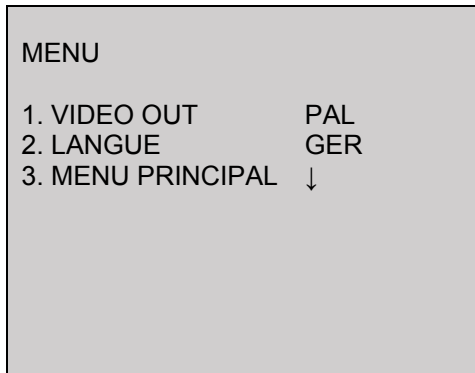 MENU
1. VIDEO OUT PAL
2. LANGUE GER
3. MENU PRINCIPAL ↓